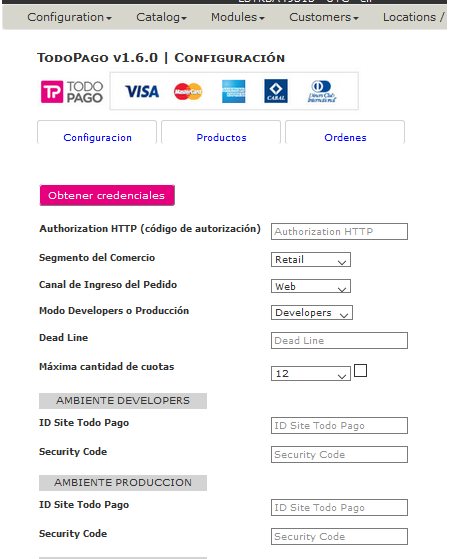 Configuration Catalog Modules Customers Locations /
TODOPAGO V1.6.0 | CONFIGURACIÓN
TP TODO PAGO VISA MasterCard CABAL Diners Club International
Configuracion Productos Ordenes
Obtener credenciales
Authorization HTTP (código de autorización) Authorization HTTP
Segmento del Comercio Retail
Canal de Ingreso del Pedido Web
Modo Developers o Producción Developers
Dead Line Dead Line
Máxima cantidad de cuotas 12
AMBIENTE DEVELOPERS
ID Site Todo Pago ID Site Todo Pago
Security Code Security Code
AMBIENTE PRODUCCION
ID Site Todo Pago ID Site Todo Pago
Security Code Security Code